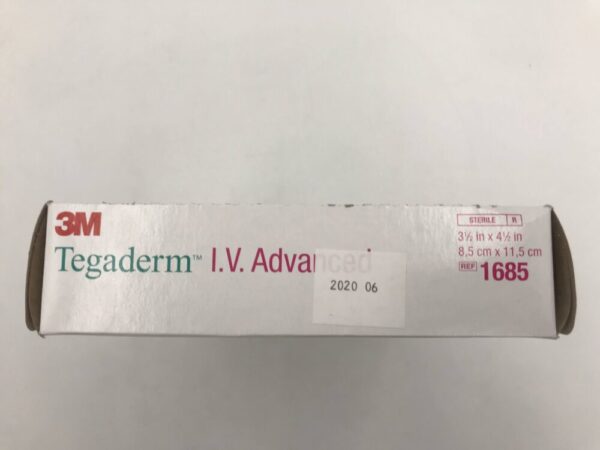 3M
Tegaderm™ I.V. Advanced
2020 06
STERILE R
3½ in x 4½ in
8,5 cm x 11,5 cm
REF 1685